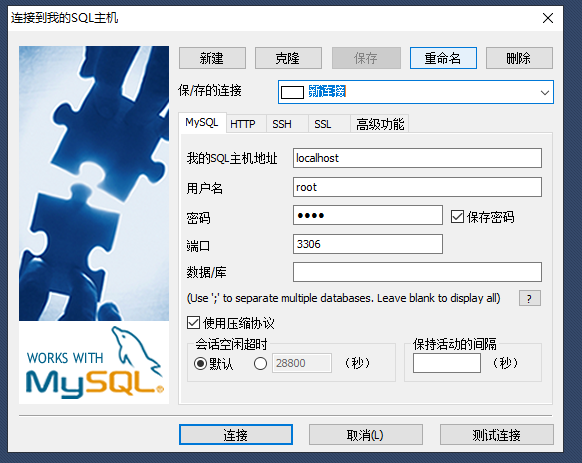 连接到我的SQL主机
新建
克隆
保存
重命名
删除
保/存的连接
新连接
MySQL
HTTP
SSH
SSL
高级功能
我的SQL主机地址
localhost
用户名
root
密码
••••
保存密码
端口
3306
数据/库
(Use ';' to separate multiple databases. Leave blank to display all)
?
使用压缩协议
会话空闲超时
默认
28800
（秒）
保持活动的间隔
（秒）
WORKS WITH
MySQL®
连接
取消(L)
测试连接